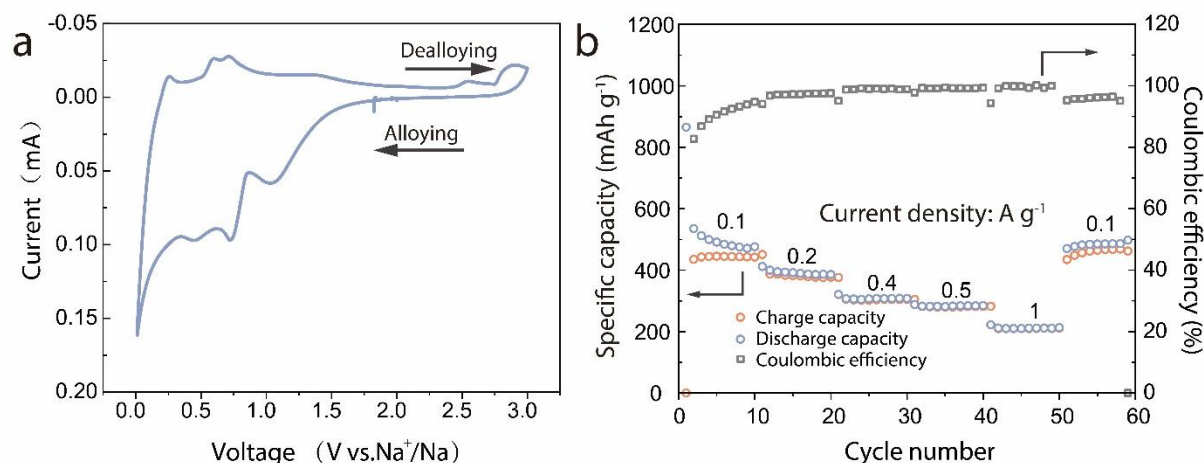 a
-0.05
0.00
0.05
0.10
0.15
0.20
Current（mA）
Dealloying
Alloying
0.0 0.5 1.0 1.5 2.0 2.5 3.0
Voltage （V vs.Na⁺/Na)
b
1200
1000
800
600
400
200
0
Specific capacity (mAh g⁻¹)
Current density: A g⁻¹
0.1
0.2
0.4
0.5
1
0.1
Charge capacity
Discharge capacity
Coulombic efficiency
0 10 20 30 40 50 60
Cycle number
120
100
80
60
40
20
0
Coulombic efficiency (%)